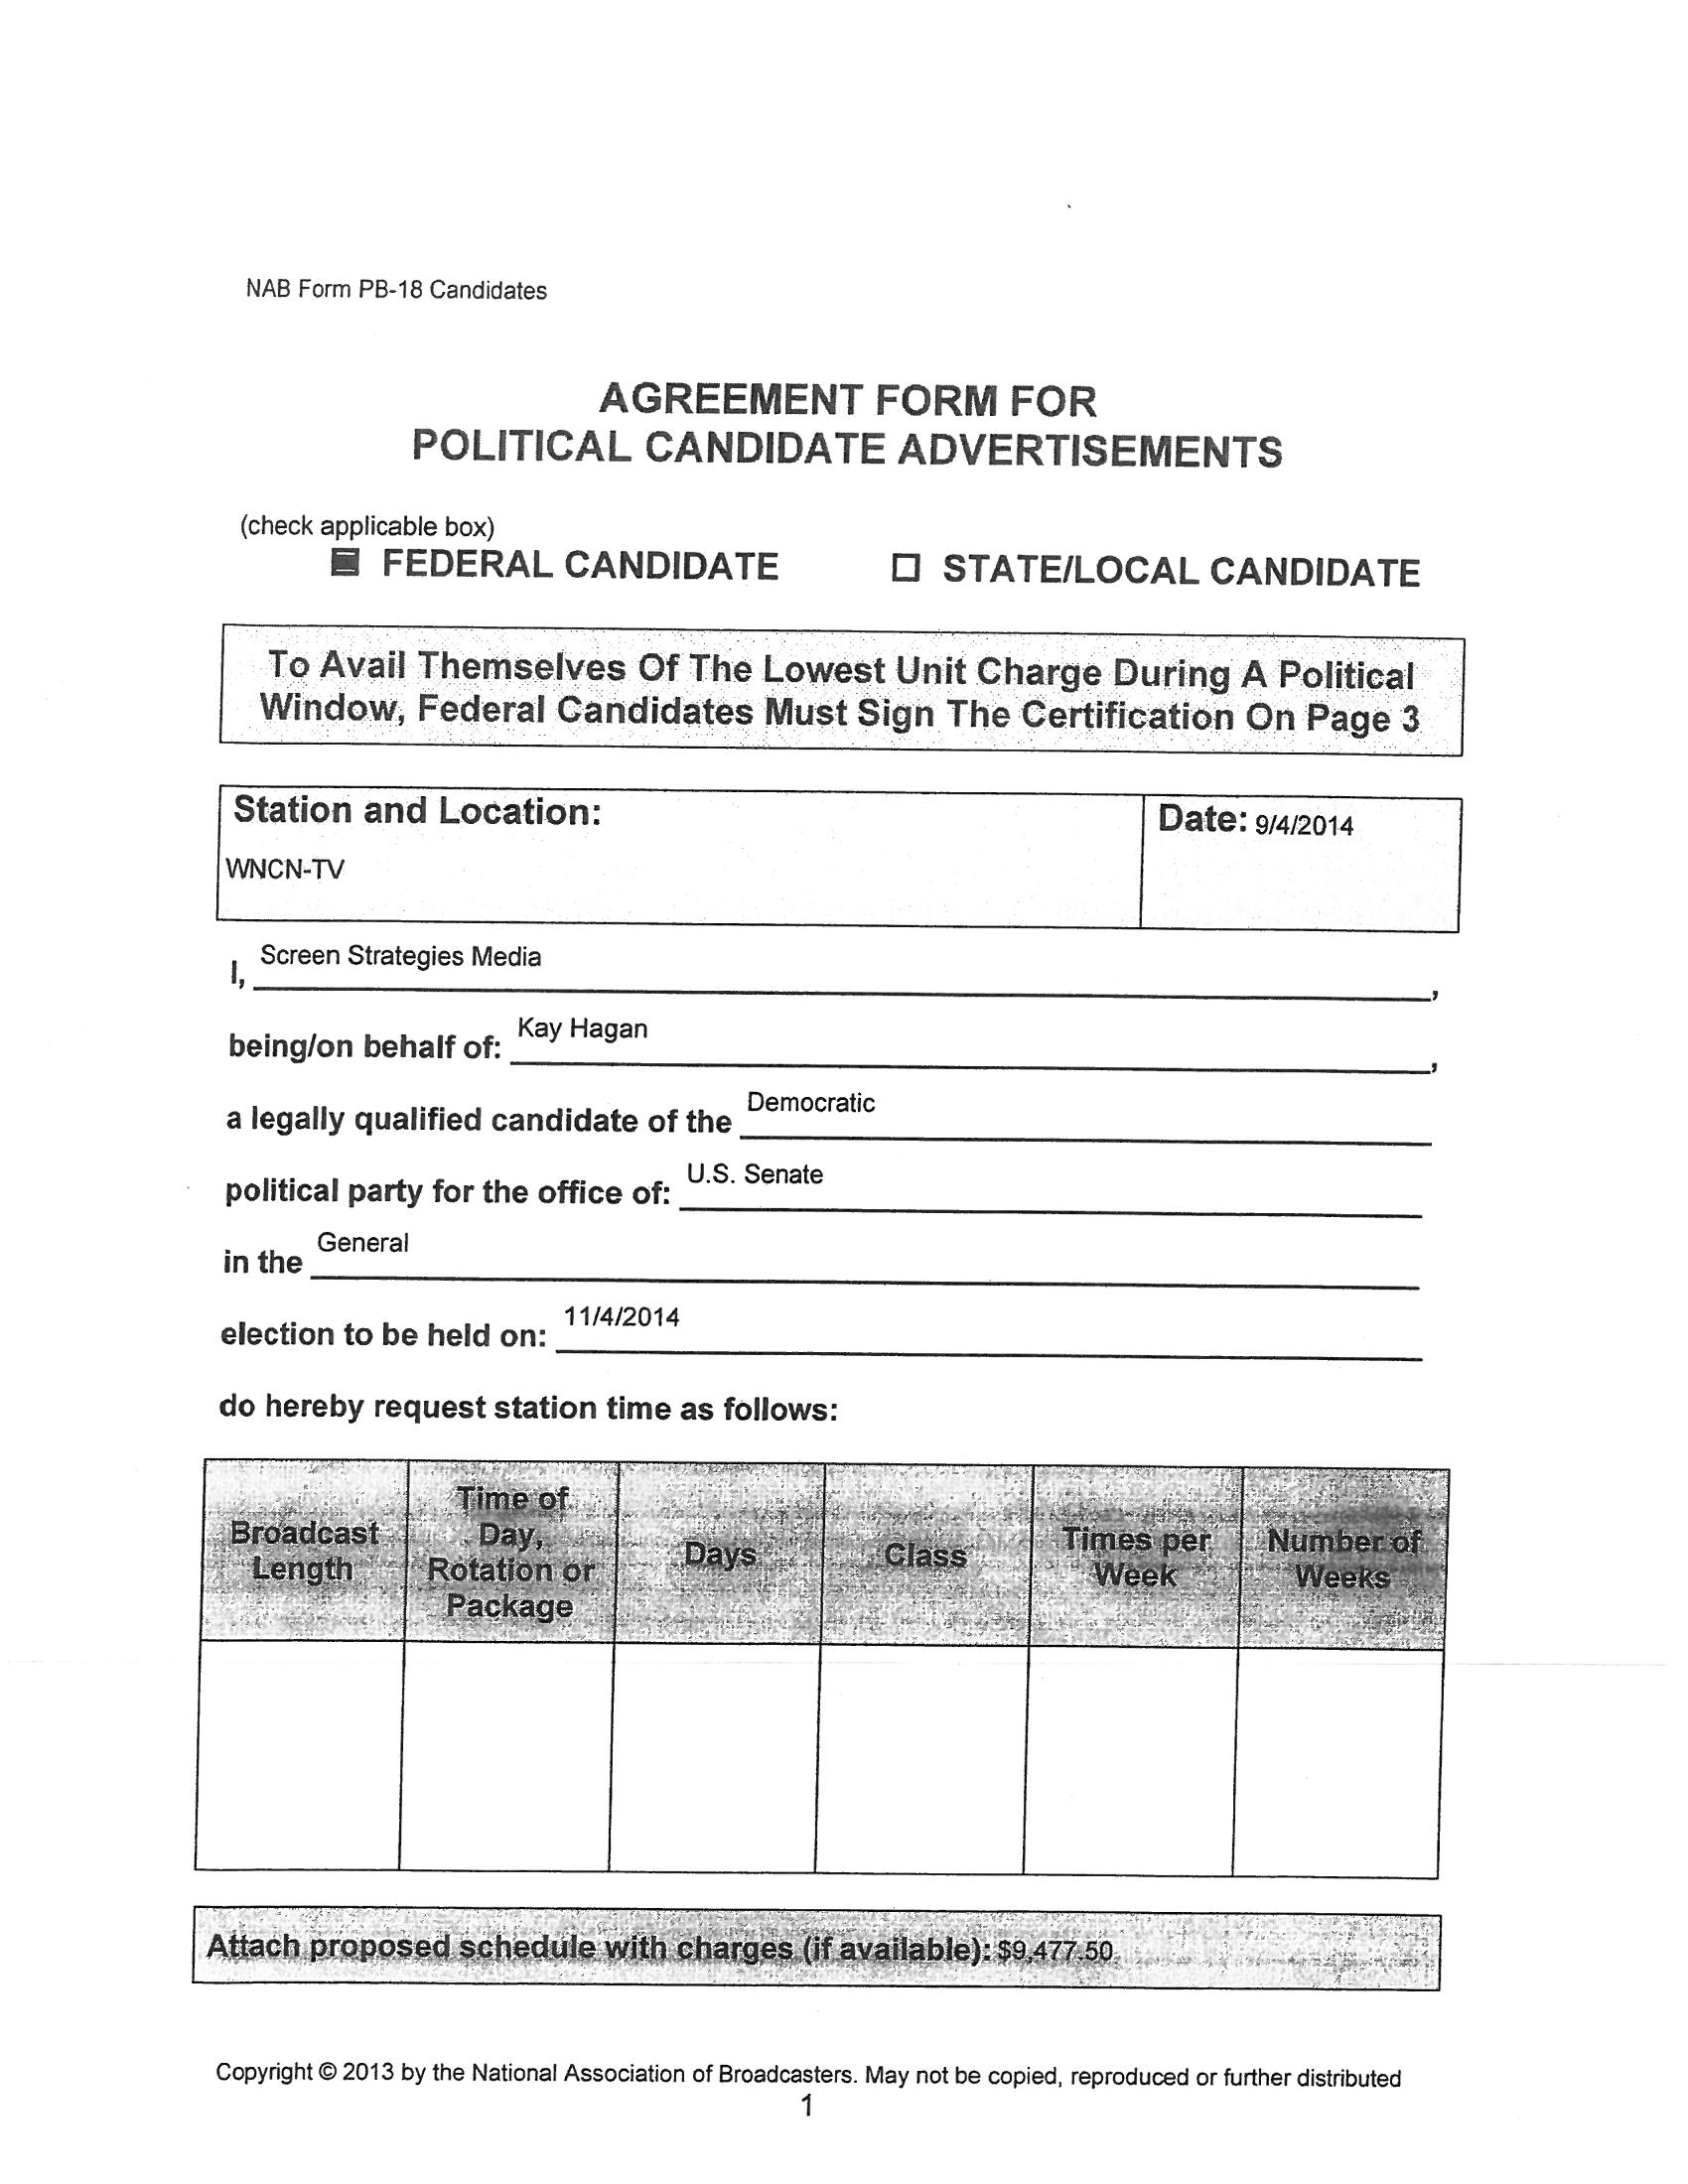 NAB Form PB-18 Candidates
AGREEMENT FORM FOR
POLITICAL CANDIDATE ADVERTISEMENTS
(check applicable box)
FEDERAL CANDIDATE STATE/LOCAL CANDIDATE
To Avail Themselves Of The Lowest Unit Charge During A Political
Window, Federal Candidates Must Sign The Certification On Page 3
Station and Location: Date: 9/4/2014
WNCN-TV
I, Screen Strategies Media,
being/on behalf of: Kay Hagan,
a legally qualified candidate of the Democratic
political party for the office of: U.S. Senate
in the General
election to be held on: 11/4/2014
do hereby request station time as follows:
Broadcast Length
Time of Day, Rotation or Package
Days
Class
Times per Week
Number of Weeks
Attach proposed schedule with charges (if available): $9,477.50
Copyright © 2013 by the National Association of Broadcasters. May not be copied, reproduced or further distributed
1